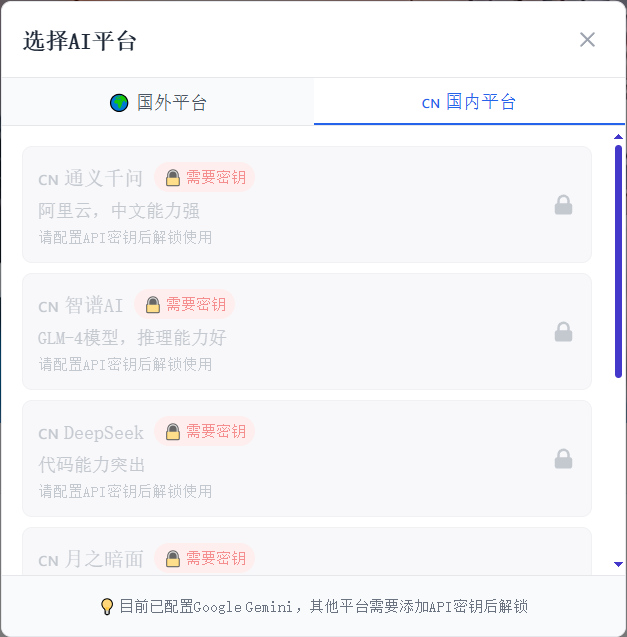 选择AI平台
国外平台
CN 国内平台
CN 通义千问 需要密钥
阿里云，中文能力强
请配置API密钥后解锁使用
CN 智谱AI 需要密钥
GLM-4模型，推理能力好
请配置API密钥后解锁使用
CN DeepSeek 需要密钥
代码能力突出
请配置API密钥后解锁使用
CN 月之暗面 需要密钥
目前已配置Google Gemini，其他平台需要添加API密钥后解锁